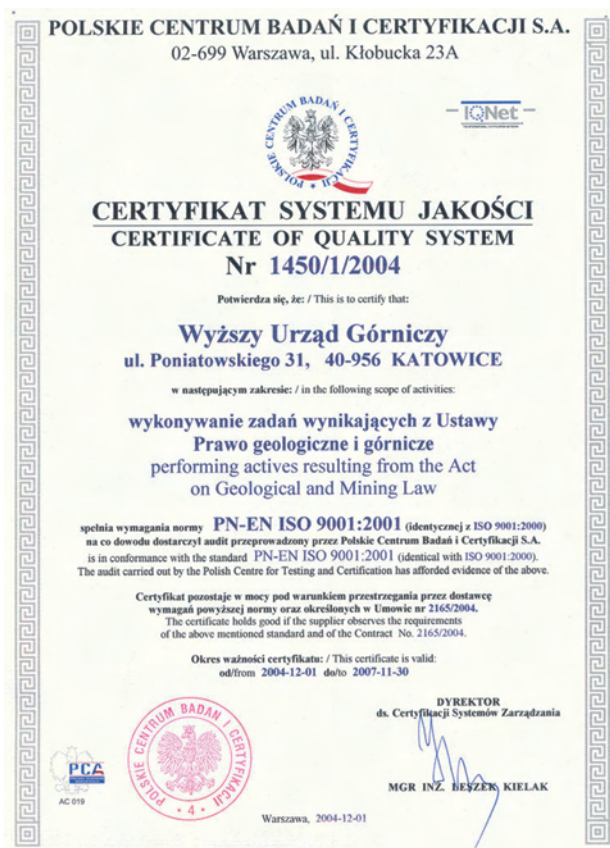 POLSKIE CENTRUM BADAŃ I CERTYFIKACJI S.A.
02-699 Warszawa, ul. Kłobucka 23A
POLSKIE CENTRUM BADAŃ I CERTYFIKACJI
IQNet
CERTYFIKAT SYSTEMU JAKOŚCI
CERTIFICATE OF QUALITY SYSTEM
Nr 1450/1/2004
Potwierdza się, że: / This is to certify that:
Wyższy Urząd Górniczy
ul. Poniatowskiego 31, 40-956 KATOWICE
w następującym zakresie: / in the following scope of activities:
wykonywanie zadań wynikających z Ustawy
Prawo geologiczne i górnicze
performing actives resulting from the Act
on Geological and Mining Law
spełnia wymagania normy PN-EN ISO 9001:2001 (identycznej z ISO 9001:2000)
na co dowodu dostarczył audit przeprowadzony przez Polskie Centrum Badań i Certyfikacji S.A.
is in conformance with the standard PN-EN ISO 9001:2001 (identical with ISO 9001:2000).
The audit carried out by the Polish Centre for Testing and Certification has afforded evidence of the above.
Certyfikat pozostaje w mocy pod warunkiem przestrzegania przez dostawcę
wymagań powyższej normy oraz określonych w Umowie nr 2165/2004.
The certificate holds good if the supplier observes the requirements
of the above mentioned standard and of the Contract No. 2165/2004.
Okres ważności certyfikatu: / This certificate is valid:
od/from 2004-12-01 do/to 2007-11-30
DYREKTOR
ds. Certyfikacji Systemów Zarządzania
POLSKIE CENTRUM BADAŃ I CERTYFIKACJI
• 4 •
PCA
AC 019
MGR INŻ. LESZEK KIELAK
Warszawa, 2004-12-01